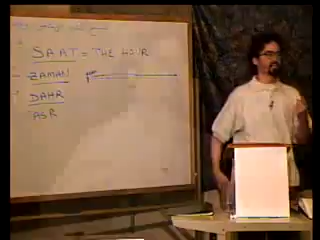 SAAT = THE HOUR
ZAMAN
DAHR
ASR